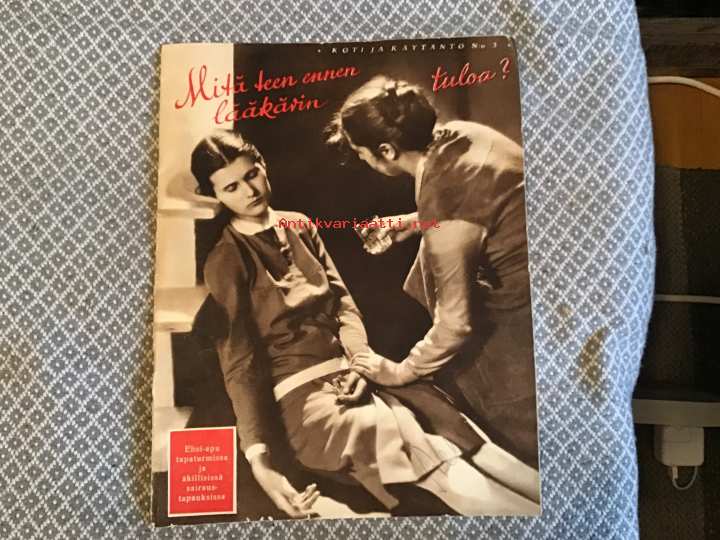 • KOTI JA KÄYTÄNTÖ No 3 •
Mitä teen ennen
lääkärin
tuloa?
Antikvariaatti.net
Ensi-apu
tapaturmissa
ja
äkillisissä
sairaus-
tapauksissa